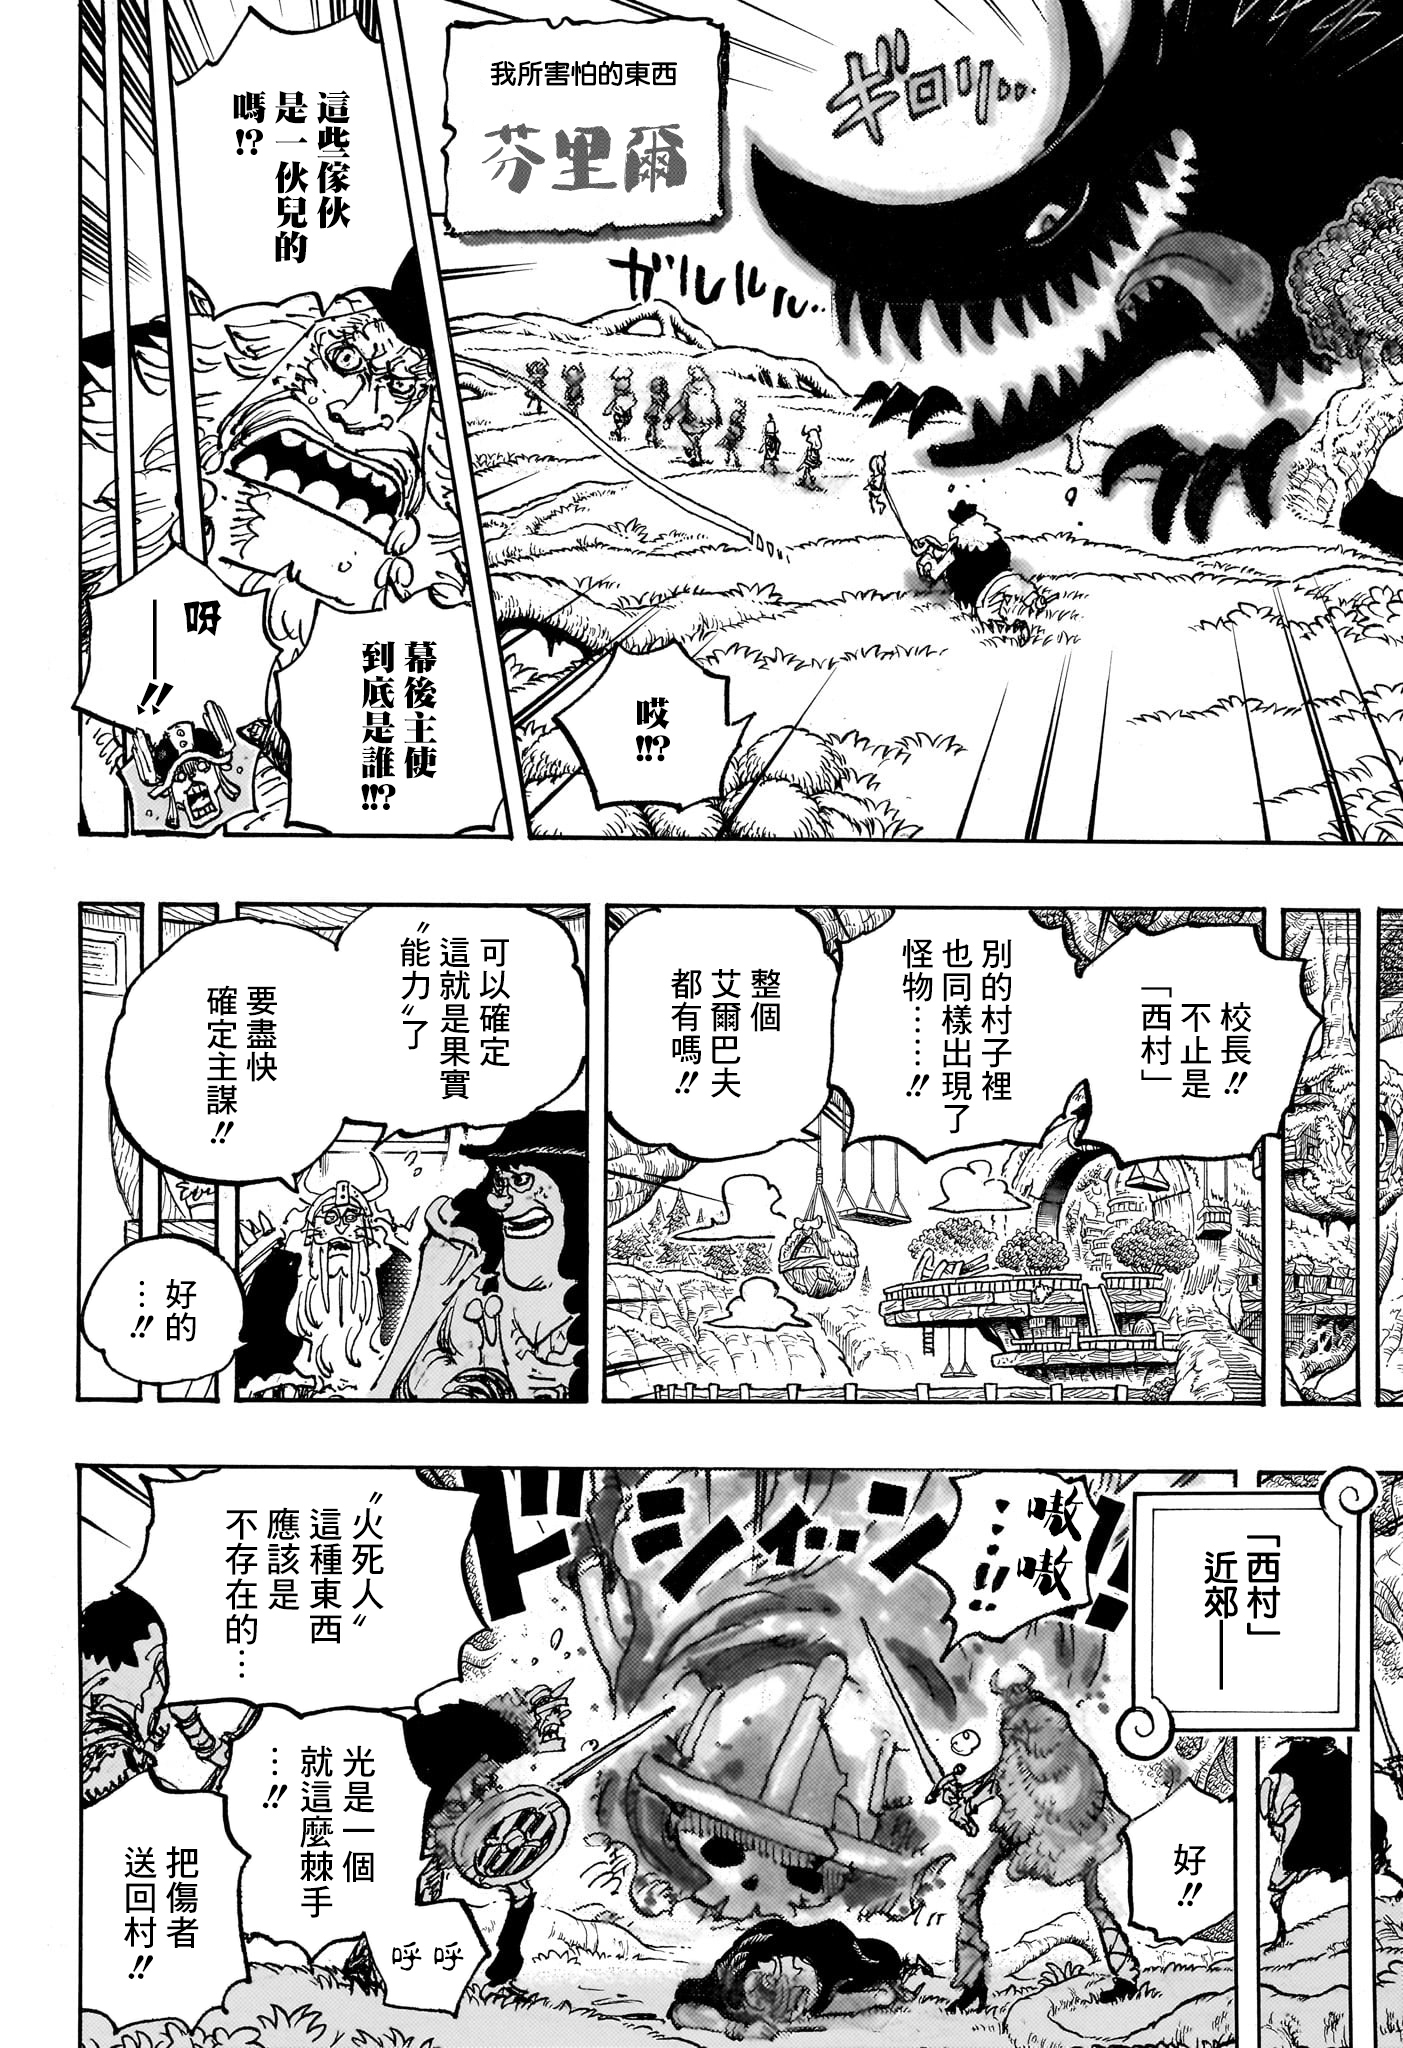 ギロリ…
我所害怕的東西
芬里爾
ガルルルル…
哎!!?
這些傢伙
是一伙兒的
嗎!?
幕後主使
到底是誰!!?
呀
——!!
校長!!
不止是
「西村」
別的村子裡
也同樣出現了
怪物……!!
整個
艾爾巴夫
都有嗎!!
可以確定
這就是果實
〝能力〞了
要盡快
確定主謀!!
好的
…!!
「西村」
近郊——
嗷嗷
…!!
ドシィン!!
好!!
〝火死人〞
這種東西
應該是
不存在的…
光是一個
就這麼棘手
…!!
呼呼
把傷者
送回村!!